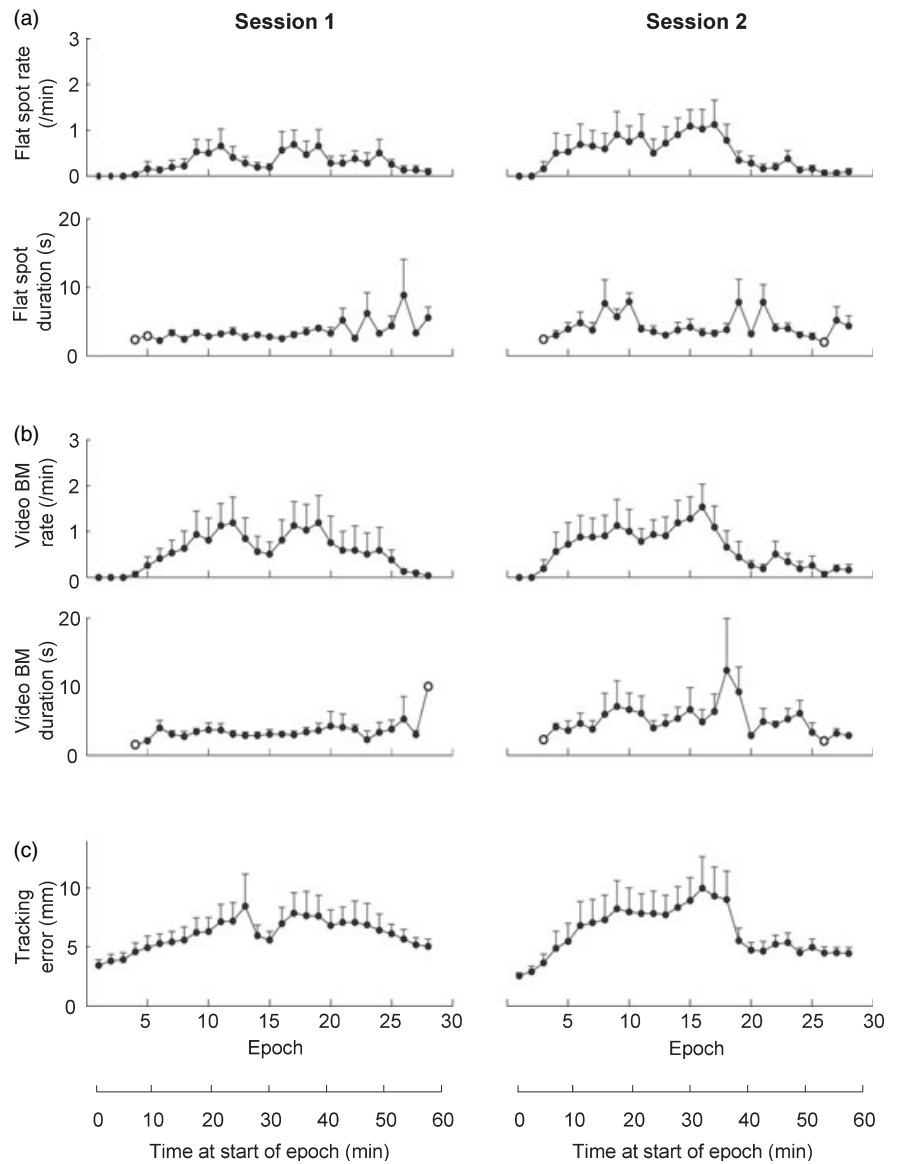 (a)
Session 1
Session 2
Flat spot rate
(/min)
3
2
1
0
Flat spot
duration (s)
20
10
0
(b)
Video BM
rate (/min)
3
2
1
0
Video BM
duration (s)
20
10
0
(c)
Tracking
error (mm)
10
5
0
5 10 15 20 25 30
5 10 15 20 25 30
Epoch
Epoch
0 10 20 30 40 50 60
0 10 20 30 40 50 60
Time at start of epoch (min)
Time at start of epoch (min)